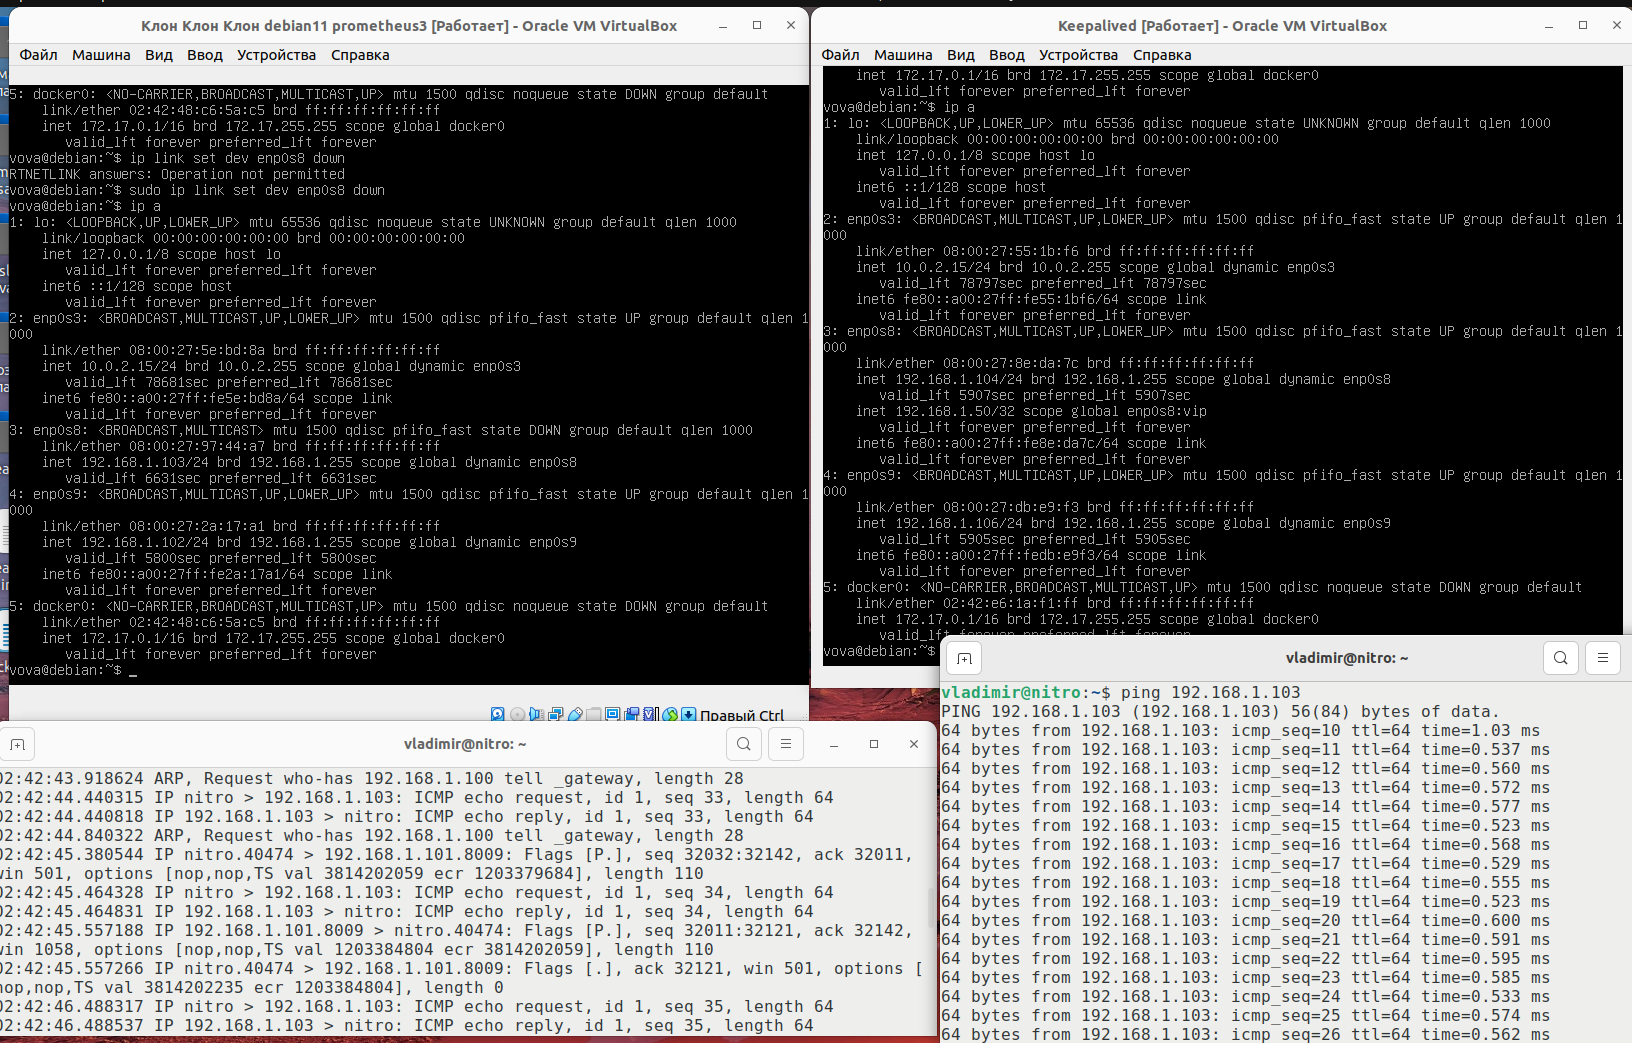 Клон Клон Клон debian11 prometheus3 [Работает] - Oracle VM VirtualBox
Файл Машина Вид Ввод Устройства Справка
5: docker0: <NO-CARRIER,BROADCAST,MULTICAST,UP> mtu 1500 qdisc noqueue state DOWN group default
link/ether 02:42:48:c6:5a:c5 brd ff:ff:ff:ff:ff:ff
inet 172.17.0.1/16 brd 172.17.255.255 scope global docker0
valid_lft forever preferred_lft forever
vova@debian:~$ ip link set dev enp0s8 down
RTNETLINK answers: Operation not permitted
vova@debian:~$ sudo ip link set dev enp0s8 down
vova@debian:~$ ip a
1: lo: <LOOPBACK,UP,LOWER_UP> mtu 65536 qdisc noqueue state UNKNOWN group default qlen 1000
link/loopback 00:00:00:00:00:00 brd 00:00:00:00:00:00
inet 127.0.0.1/8 scope host lo
valid_lft forever preferred_lft forever
inet6 ::1/128 scope host
valid_lft forever preferred_lft forever
2: enp0s3: <BROADCAST,MULTICAST,UP,LOWER_UP> mtu 1500 qdisc pfifo_fast state UP group default qlen 1
000
link/ether 08:00:27:5e:bd:8a brd ff:ff:ff:ff:ff:ff
inet 10.0.2.15/24 brd 10.0.2.255 scope global dynamic enp0s3
valid_lft 78681sec preferred_lft 78681sec
inet6 fe80::a00:27ff:fe5e:bd8a/64 scope link
valid_lft forever preferred_lft forever
3: enp0s8: <BROADCAST,MULTICAST> mtu 1500 qdisc pfifo_fast state DOWN group default qlen 1000
link/ether 08:00:27:97:44:a7 brd ff:ff:ff:ff:ff:ff
inet 192.168.1.103/24 brd 192.168.1.255 scope global dynamic enp0s8
valid_lft 6631sec preferred_lft 6631sec
4: enp0s9: <BROADCAST,MULTICAST,UP,LOWER_UP> mtu 1500 qdisc pfifo_fast state UP group default qlen 1
000
link/ether 08:00:27:2a:17:a1 brd ff:ff:ff:ff:ff:ff
inet 192.168.1.102/24 brd 192.168.1.255 scope global dynamic enp0s9
valid_lft 5800sec preferred_lft 5800sec
inet6 fe80::a00:27ff:fe2a:17a1/64 scope link
valid_lft forever preferred_lft forever
5: docker0: <NO-CARRIER,BROADCAST,MULTICAST,UP> mtu 1500 qdisc noqueue state DOWN group default
link/ether 02:42:48:c6:5a:c5 brd ff:ff:ff:ff:ff:ff
inet 172.17.0.1/16 brd 172.17.255.255 scope global docker0
valid_lft forever preferred_lft forever
vova@debian:~$ _
Правый Ctrl
Keepalived [Работает] - Oracle VM VirtualBox
Файл Машина Вид Ввод Устройства Справка
inet 172.17.0.1/16 brd 172.17.255.255 scope global docker0
valid_lft forever preferred_lft forever
vova@debian:~$ ip a
1: lo: <LOOPBACK,UP,LOWER_UP> mtu 65536 qdisc noqueue state UNKNOWN group default qlen 1000
link/loopback 00:00:00:00:00:00 brd 00:00:00:00:00:00
inet 127.0.0.1/8 scope host lo
valid_lft forever preferred_lft forever
inet6 ::1/128 scope host
valid_lft forever preferred_lft forever
2: enp0s3: <BROADCAST,MULTICAST,UP,LOWER_UP> mtu 1500 qdisc pfifo_fast state UP group default qlen 1
000
link/ether 08:00:27:55:1b:f6 brd ff:ff:ff:ff:ff:ff
inet 10.0.2.15/24 brd 10.0.2.255 scope global dynamic enp0s3
valid_lft 78797sec preferred_lft 78797sec
inet6 fe80::a00:27ff:fe55:1bf6/64 scope link
valid_lft forever preferred_lft forever
3: enp0s8: <BROADCAST,MULTICAST,UP,LOWER_UP> mtu 1500 qdisc pfifo_fast state UP group default qlen 1
000
link/ether 08:00:27:8e:da:7c brd ff:ff:ff:ff:ff:ff
inet 192.168.1.104/24 brd 192.168.1.255 scope global dynamic enp0s8
valid_lft 5907sec preferred_lft 5907sec
inet 192.168.1.50/32 scope global enp0s8:vip
valid_lft forever preferred_lft forever
inet6 fe80::a00:27ff:fe8e:da7c/64 scope link
valid_lft forever preferred_lft forever
4: enp0s9: <BROADCAST,MULTICAST,UP,LOWER_UP> mtu 1500 qdisc pfifo_fast state UP group default qlen 1
000
link/ether 08:00:27:db:e9:f3 brd ff:ff:ff:ff:ff:ff
inet 192.168.1.106/24 brd 192.168.1.255 scope global dynamic enp0s9
valid_lft 5905sec preferred_lft 5905sec
inet6 fe80::a00:27ff:fedb:e9f3/64 scope link
valid_lft forever preferred_lft forever
5: docker0: <NO-CARRIER,BROADCAST,MULTICAST,UP> mtu 1500 qdisc noqueue state DOWN group default
link/ether 02:42:e6:1a:f1:ff brd ff:ff:ff:ff:ff:ff
inet 172.17.0.1/16 brd 172.17.255.255 scope global docker0
valid_lft forever preferred_lft forever
vova@debian:~$
vladimir@nitro: ~
02:42:43.918624 ARP, Request who-has 192.168.1.100 tell _gateway, length 28
02:42:44.440315 IP nitro > 192.168.1.103: ICMP echo request, id 1, seq 33, length 64
02:42:44.440818 IP 192.168.1.103 > nitro: ICMP echo reply, id 1, seq 33, length 64
02:42:44.840322 ARP, Request who-has 192.168.1.100 tell _gateway, length 28
02:42:45.380544 IP nitro.40474 > 192.168.1.101.8009: Flags [P.], seq 32032:32142, ack 32011,
win 501, options [nop,nop,TS val 3814202059 ecr 1203379684], length 110
02:42:45.464328 IP nitro > 192.168.1.103: ICMP echo request, id 1, seq 34, length 64
02:42:45.464831 IP 192.168.1.103 > nitro: ICMP echo reply, id 1, seq 34, length 64
02:42:45.557188 IP 192.168.1.101.8009 > nitro.40474: Flags [P.], seq 32011:32121, ack 32142,
win 1058, options [nop,nop,TS val 1203384804 ecr 3814202059], length 110
02:42:45.557266 IP nitro.40474 > 192.168.1.101.8009: Flags [.], ack 32121, win 501, options [
nop,nop,TS val 3814202235 ecr 1203384804], length 0
02:42:46.488317 IP nitro > 192.168.1.103: ICMP echo request, id 1, seq 35, length 64
02:42:46.488537 IP 192.168.1.103 > nitro: ICMP echo reply, id 1, seq 35, length 64
vladimir@nitro: ~
vladimir@nitro:~$ ping 192.168.1.103
PING 192.168.1.103 (192.168.1.103) 56(84) bytes of data.
64 bytes from 192.168.1.103: icmp_seq=10 ttl=64 time=1.03 ms
64 bytes from 192.168.1.103: icmp_seq=11 ttl=64 time=0.537 ms
64 bytes from 192.168.1.103: icmp_seq=12 ttl=64 time=0.560 ms
64 bytes from 192.168.1.103: icmp_seq=13 ttl=64 time=0.572 ms
64 bytes from 192.168.1.103: icmp_seq=14 ttl=64 time=0.577 ms
64 bytes from 192.168.1.103: icmp_seq=15 ttl=64 time=0.523 ms
64 bytes from 192.168.1.103: icmp_seq=16 ttl=64 time=0.568 ms
64 bytes from 192.168.1.103: icmp_seq=17 ttl=64 time=0.529 ms
64 bytes from 192.168.1.103: icmp_seq=18 ttl=64 time=0.555 ms
64 bytes from 192.168.1.103: icmp_seq=19 ttl=64 time=0.523 ms
64 bytes from 192.168.1.103: icmp_seq=20 ttl=64 time=0.600 ms
64 bytes from 192.168.1.103: icmp_seq=21 ttl=64 time=0.591 ms
64 bytes from 192.168.1.103: icmp_seq=22 ttl=64 time=0.595 ms
64 bytes from 192.168.1.103: icmp_seq=23 ttl=64 time=0.585 ms
64 bytes from 192.168.1.103: icmp_seq=24 ttl=64 time=0.533 ms
64 bytes from 192.168.1.103: icmp_seq=25 ttl=64 time=0.574 ms
64 bytes from 192.168.1.103: icmp_seq=26 ttl=64 time=0.562 ms